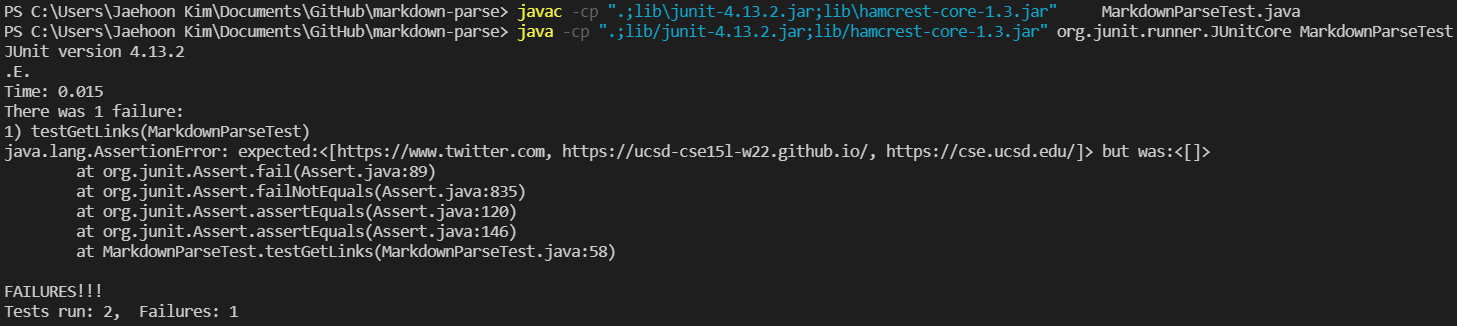 PS C:\Users\Jaehoon Kim\Documents\GitHub\markdown-parse> javac -cp ".;lib\junit-4.13.2.jar;lib\hamcrest-core-1.3.jar"    MarkdownParseTest.java
PS C:\Users\Jaehoon Kim\Documents\GitHub\markdown-parse> java -cp ".;lib/junit-4.13.2.jar;lib/hamcrest-core-1.3.jar" org.junit.runner.JUnitCore MarkdownParseTest
JUnit version 4.13.2
.E.
Time: 0.015
There was 1 failure:
1) testGetLinks(MarkdownParseTest)
java.lang.AssertionError: expected:<[https://www.twitter.com, https://ucsd-cse15l-w22.github.io/, https://cse.ucsd.edu/]> but was:<[]>
        at org.junit.Assert.fail(Assert.java:89)
        at org.junit.Assert.failNotEquals(Assert.java:835)
        at org.junit.Assert.assertEquals(Assert.java:120)
        at org.junit.Assert.assertEquals(Assert.java:146)
        at MarkdownParseTest.testGetLinks(MarkdownParseTest.java:58)
FAILURES!!!
Tests run: 2,  Failures: 1